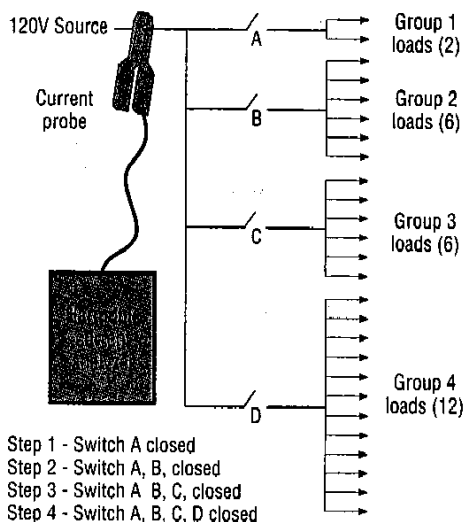 120V Source
Current
probe
A
B
C
D
Group 1
loads (2)
Group 2
loads (6)
Group 3
loads (6)
Group 4
loads (12)
Step 1 - Switch A closed
Step 2 - Switch A, B, closed
Step 3 - Switch A B, C, closed
Step 4 - Switch A, B, C, D closed